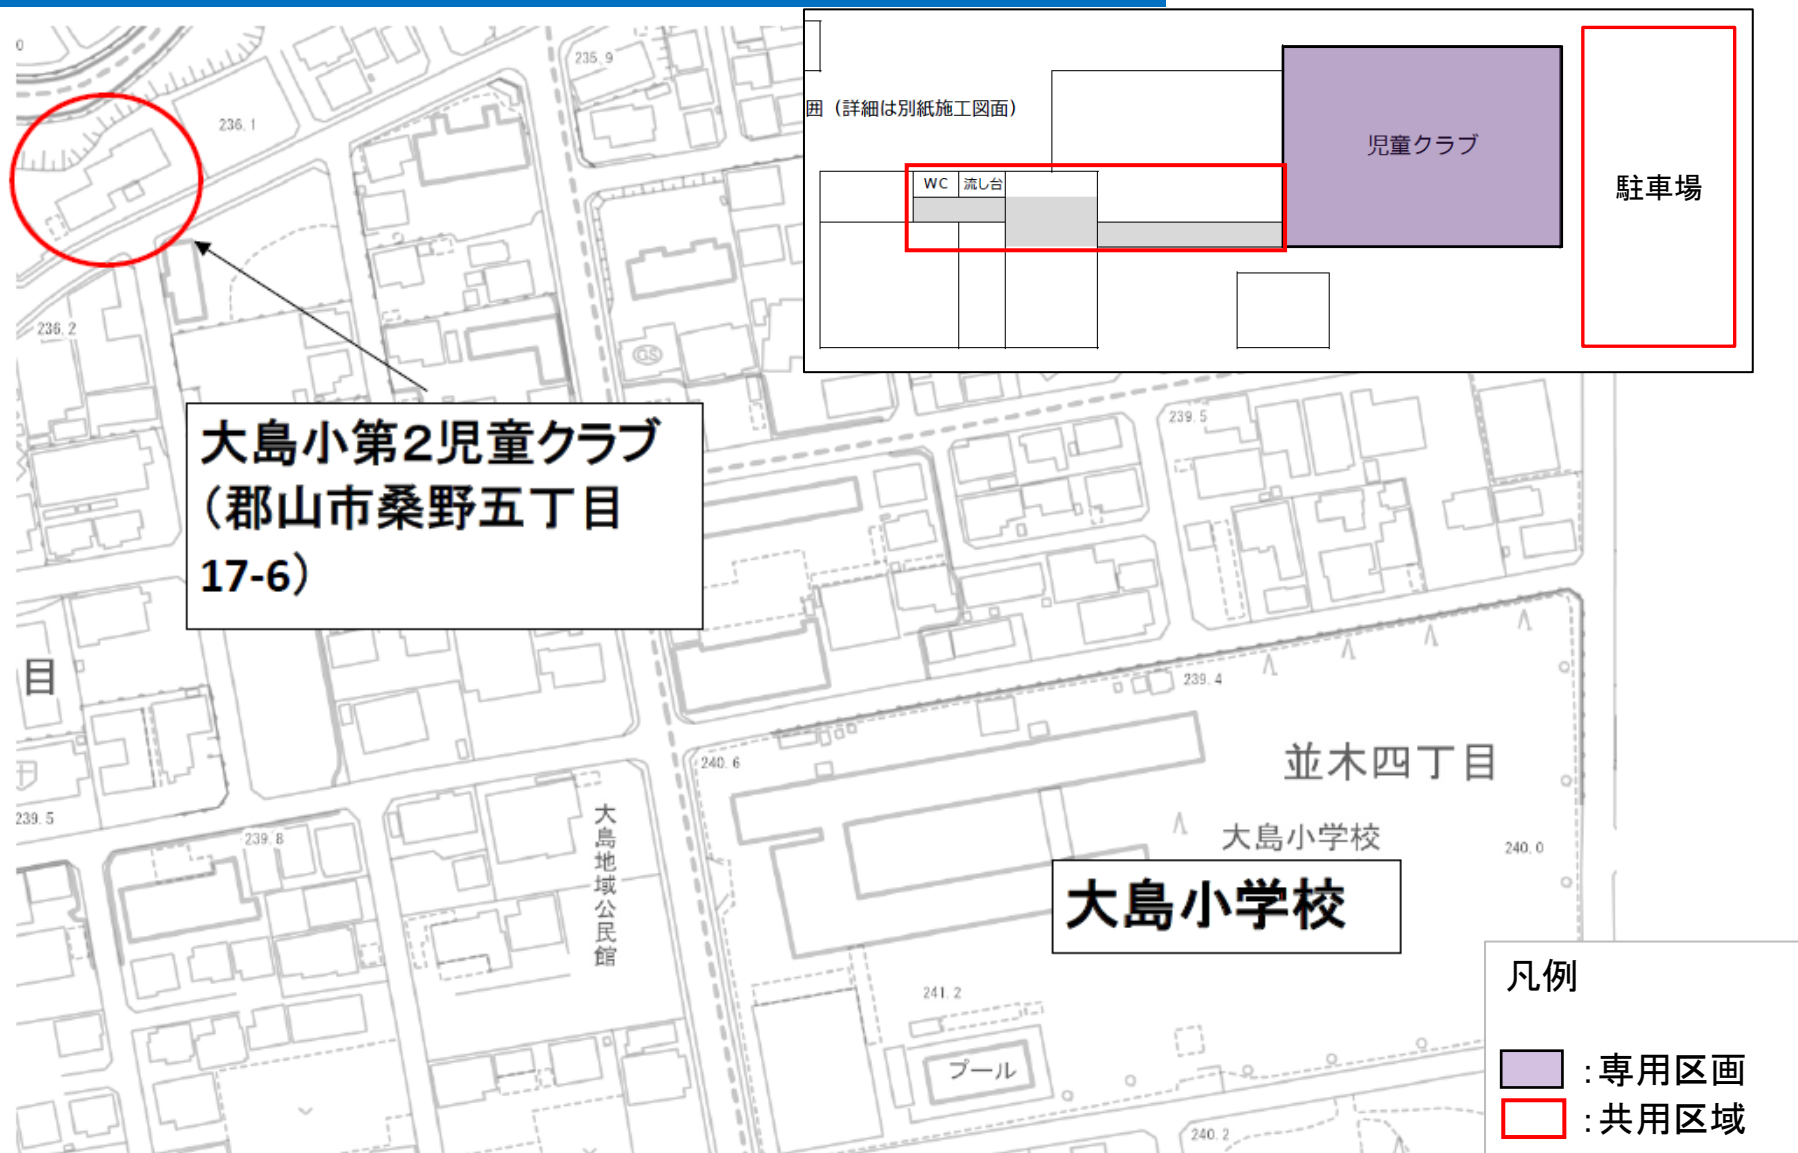 0
235.9
236.1
236.2
囲（詳細は別紙施工図面）
WC
流し台
児童クラブ
駐車場
GS
大島小第２児童クラブ
（郡山市桑野五丁目
17-6）
239.5
目
239.4
240.6
並木四丁目
大島小学校
240.0
大島小学校
239.5
239.8
大島地域公民館
241.2
プール
240.2
凡例
：専用区画
：共用区域